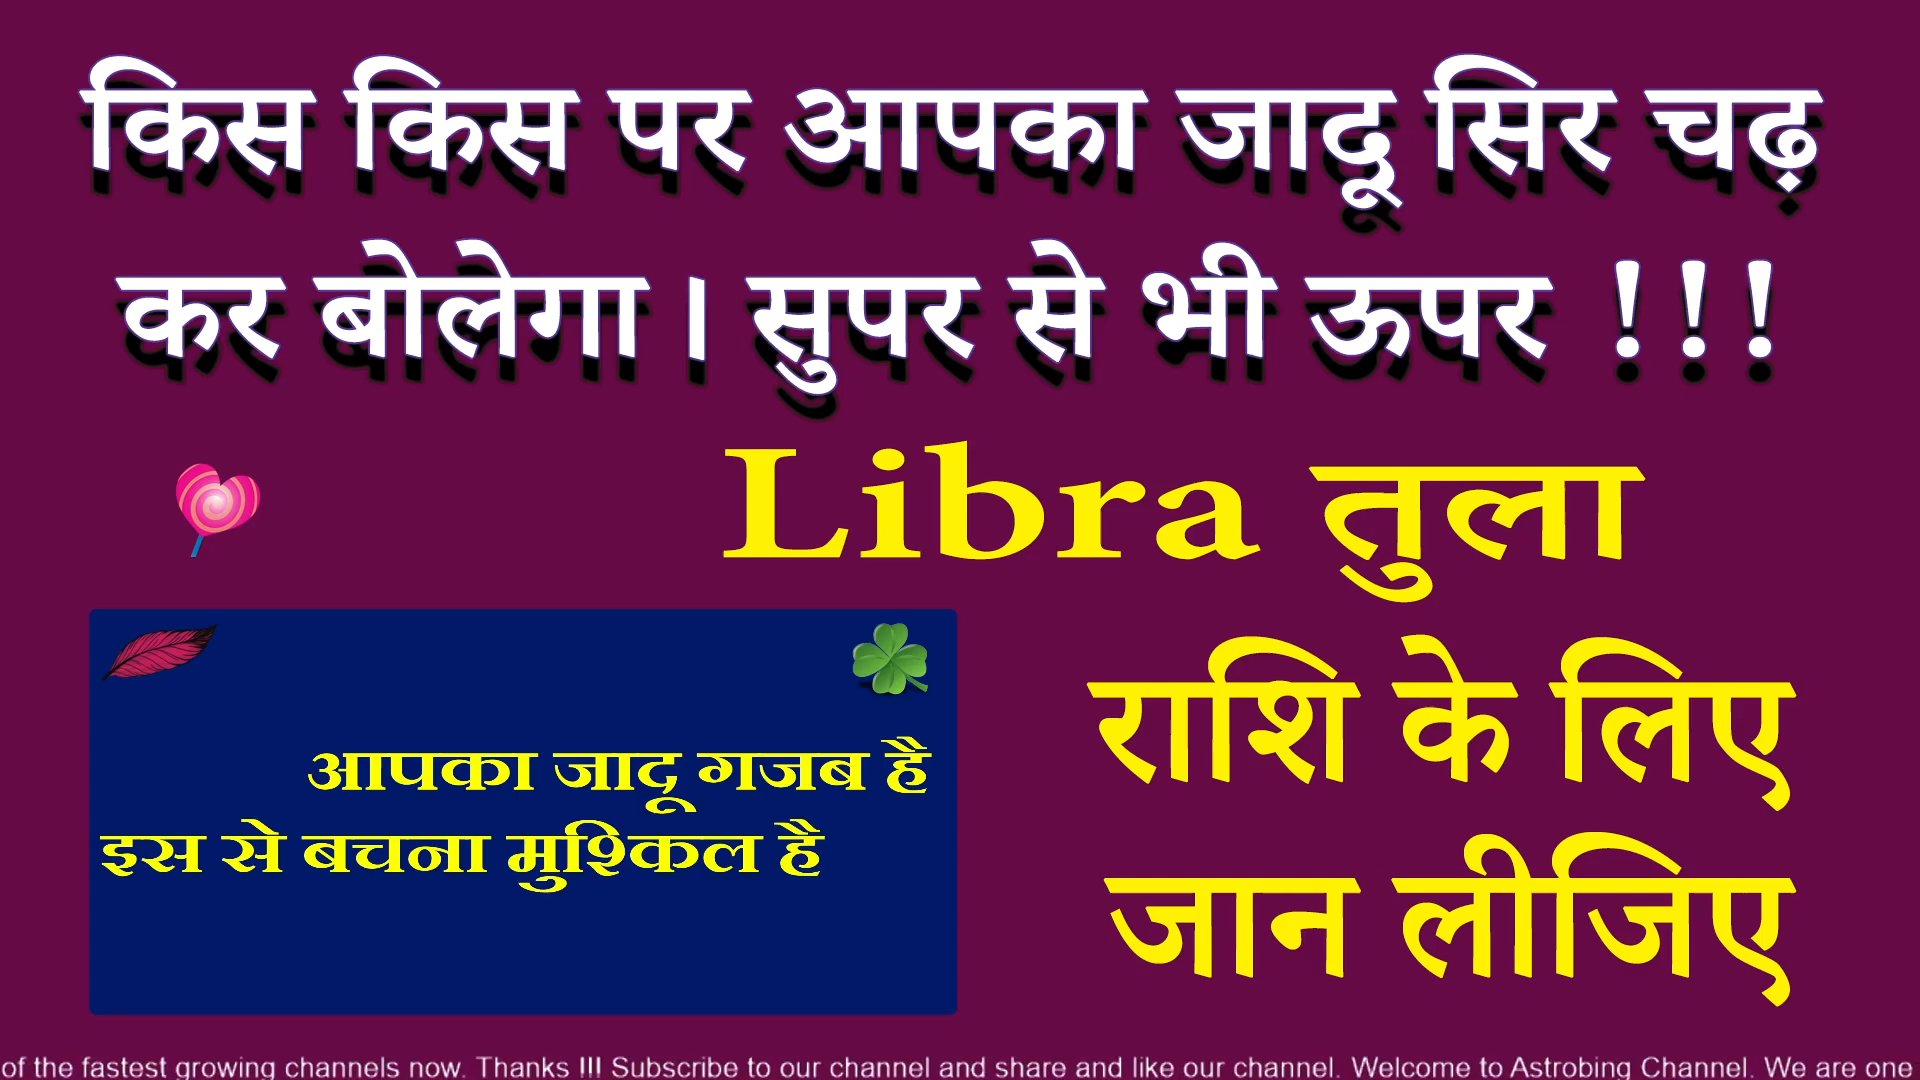 किस किस पर आपका जादू सिर चढ़
कर बोलेगा। सुपर से भी ऊपर !!!
Libra तुला
राशि के लिए
जान लीजिए
आपका जादू गजब है
इस से बचना मुश्किल है
of the fastest growing channels now. Thanks !!! Subscribe to our channel and share and like our channel. Welcome to Astrobing Channel. We are one